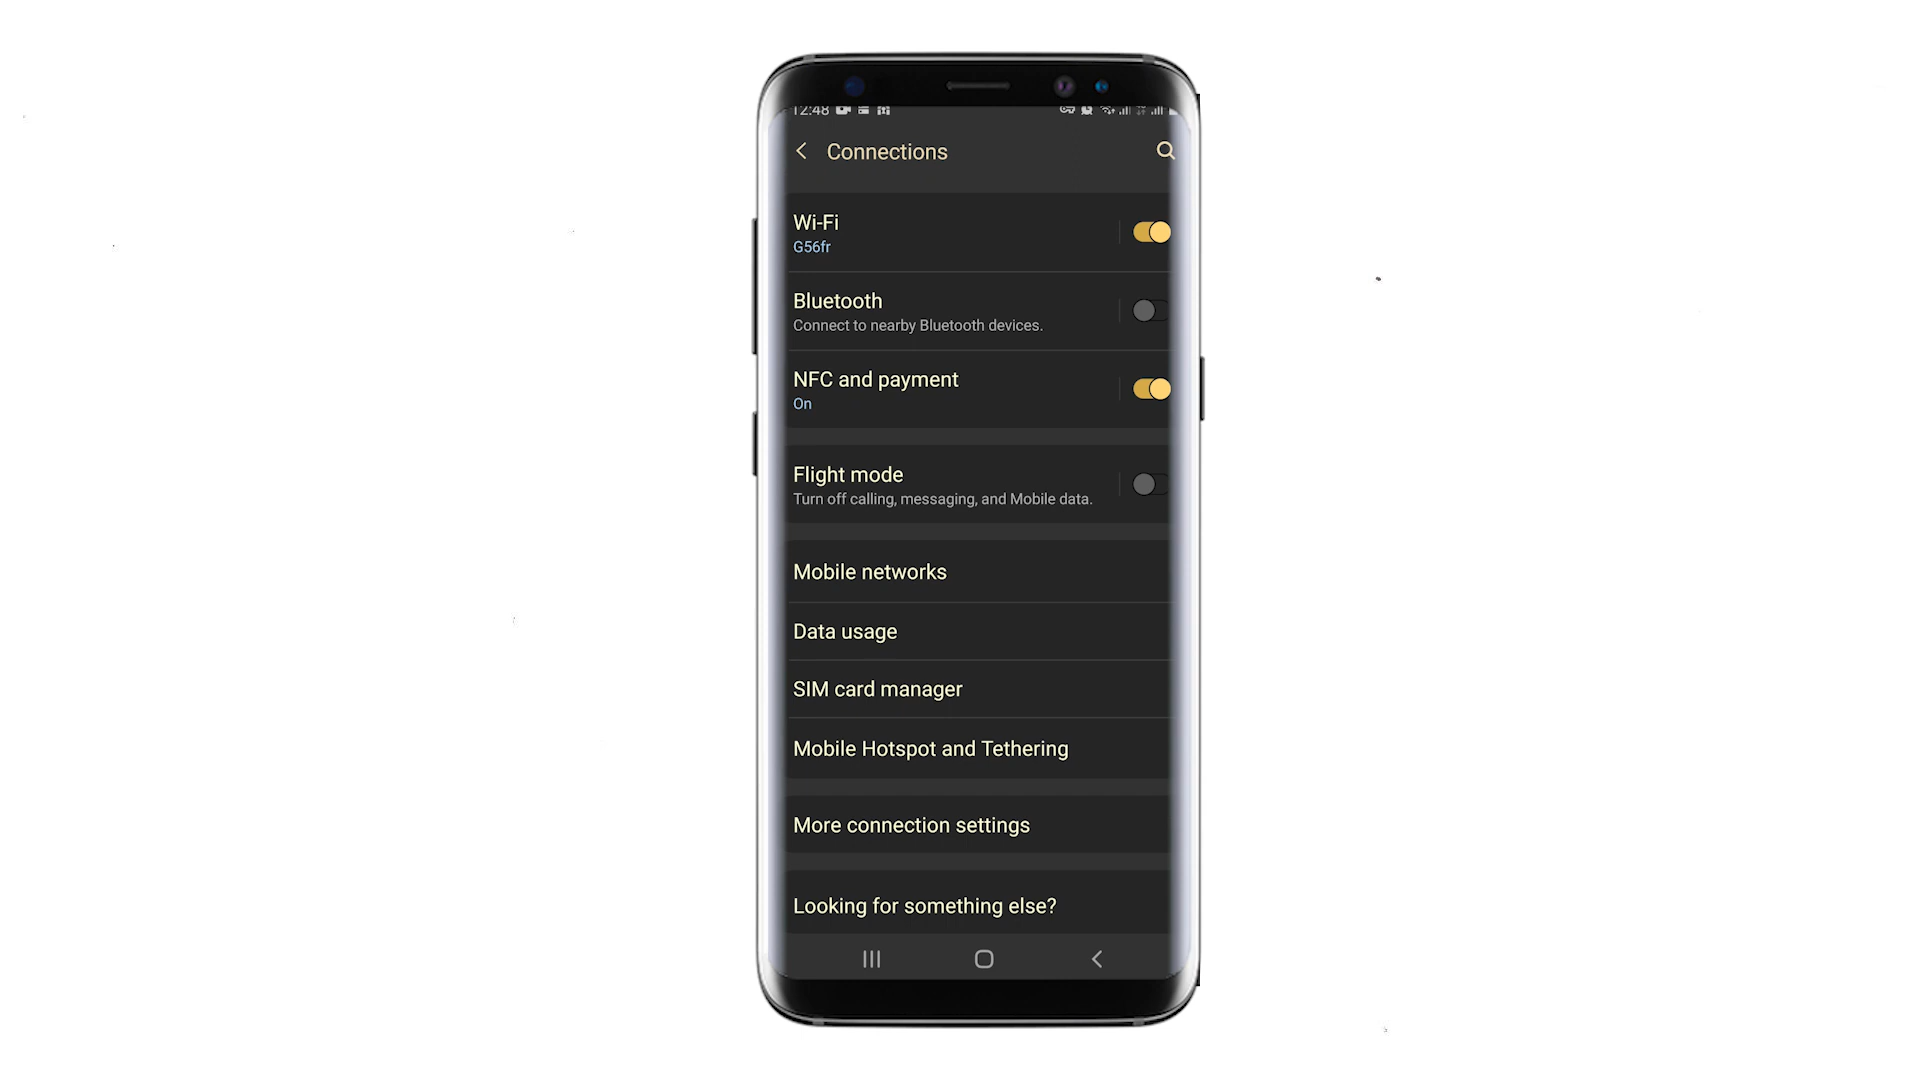 12:48
Connections
Wi-Fi
G56fr
Bluetooth
Connect to nearby Bluetooth devices.
NFC and payment
On
Flight mode
Turn off calling, messaging, and Mobile data.
Mobile networks
Data usage
SIM card manager
Mobile Hotspot and Tethering
More connection settings
Looking for something else?